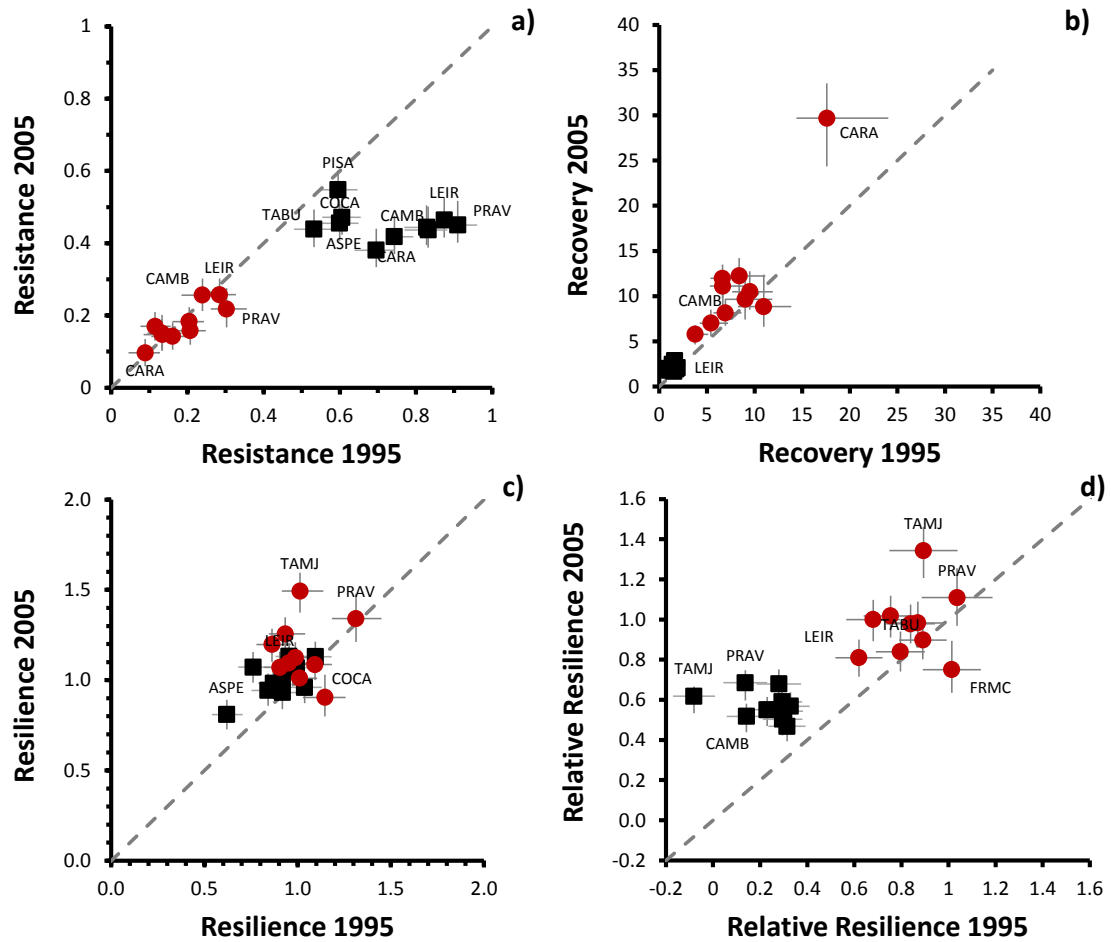 a)
1
0.8
0.6
0.4
0.2
0
Resistance 2005
PISA
COCA
TABU
ASPE
CAMB
CARA
LEIR
PRAV
CAMB
LEIR
PRAV
CARA
0 0.2 0.4 0.6 0.8 1
Resistance 1995
b)
40
35
30
25
20
15
10
5
0
Recovery 2005
CARA
CAMB
LEIR
0 5 10 15 20 25 30 35 40
Recovery 1995
c)
2.0
1.5
1.0
0.5
0.0
Resilience 2005
TAMJ
PRAV
LEIR
ASPE
COCA
0.0 0.5 1.0 1.5 2.0
Resilience 1995
d)
1.6
1.4
1.2
1.0
0.8
0.6
0.4
0.2
0.0
-0.2
Relative Resilience 2005
TAMJ
PRAV
TABU
LEIR
FRMC
TAMJ
PRAV
CAMB
-0.2 0 0.2 0.4 0.6 0.8 1 1.2 1.4 1.6
Relative Resilience 1995